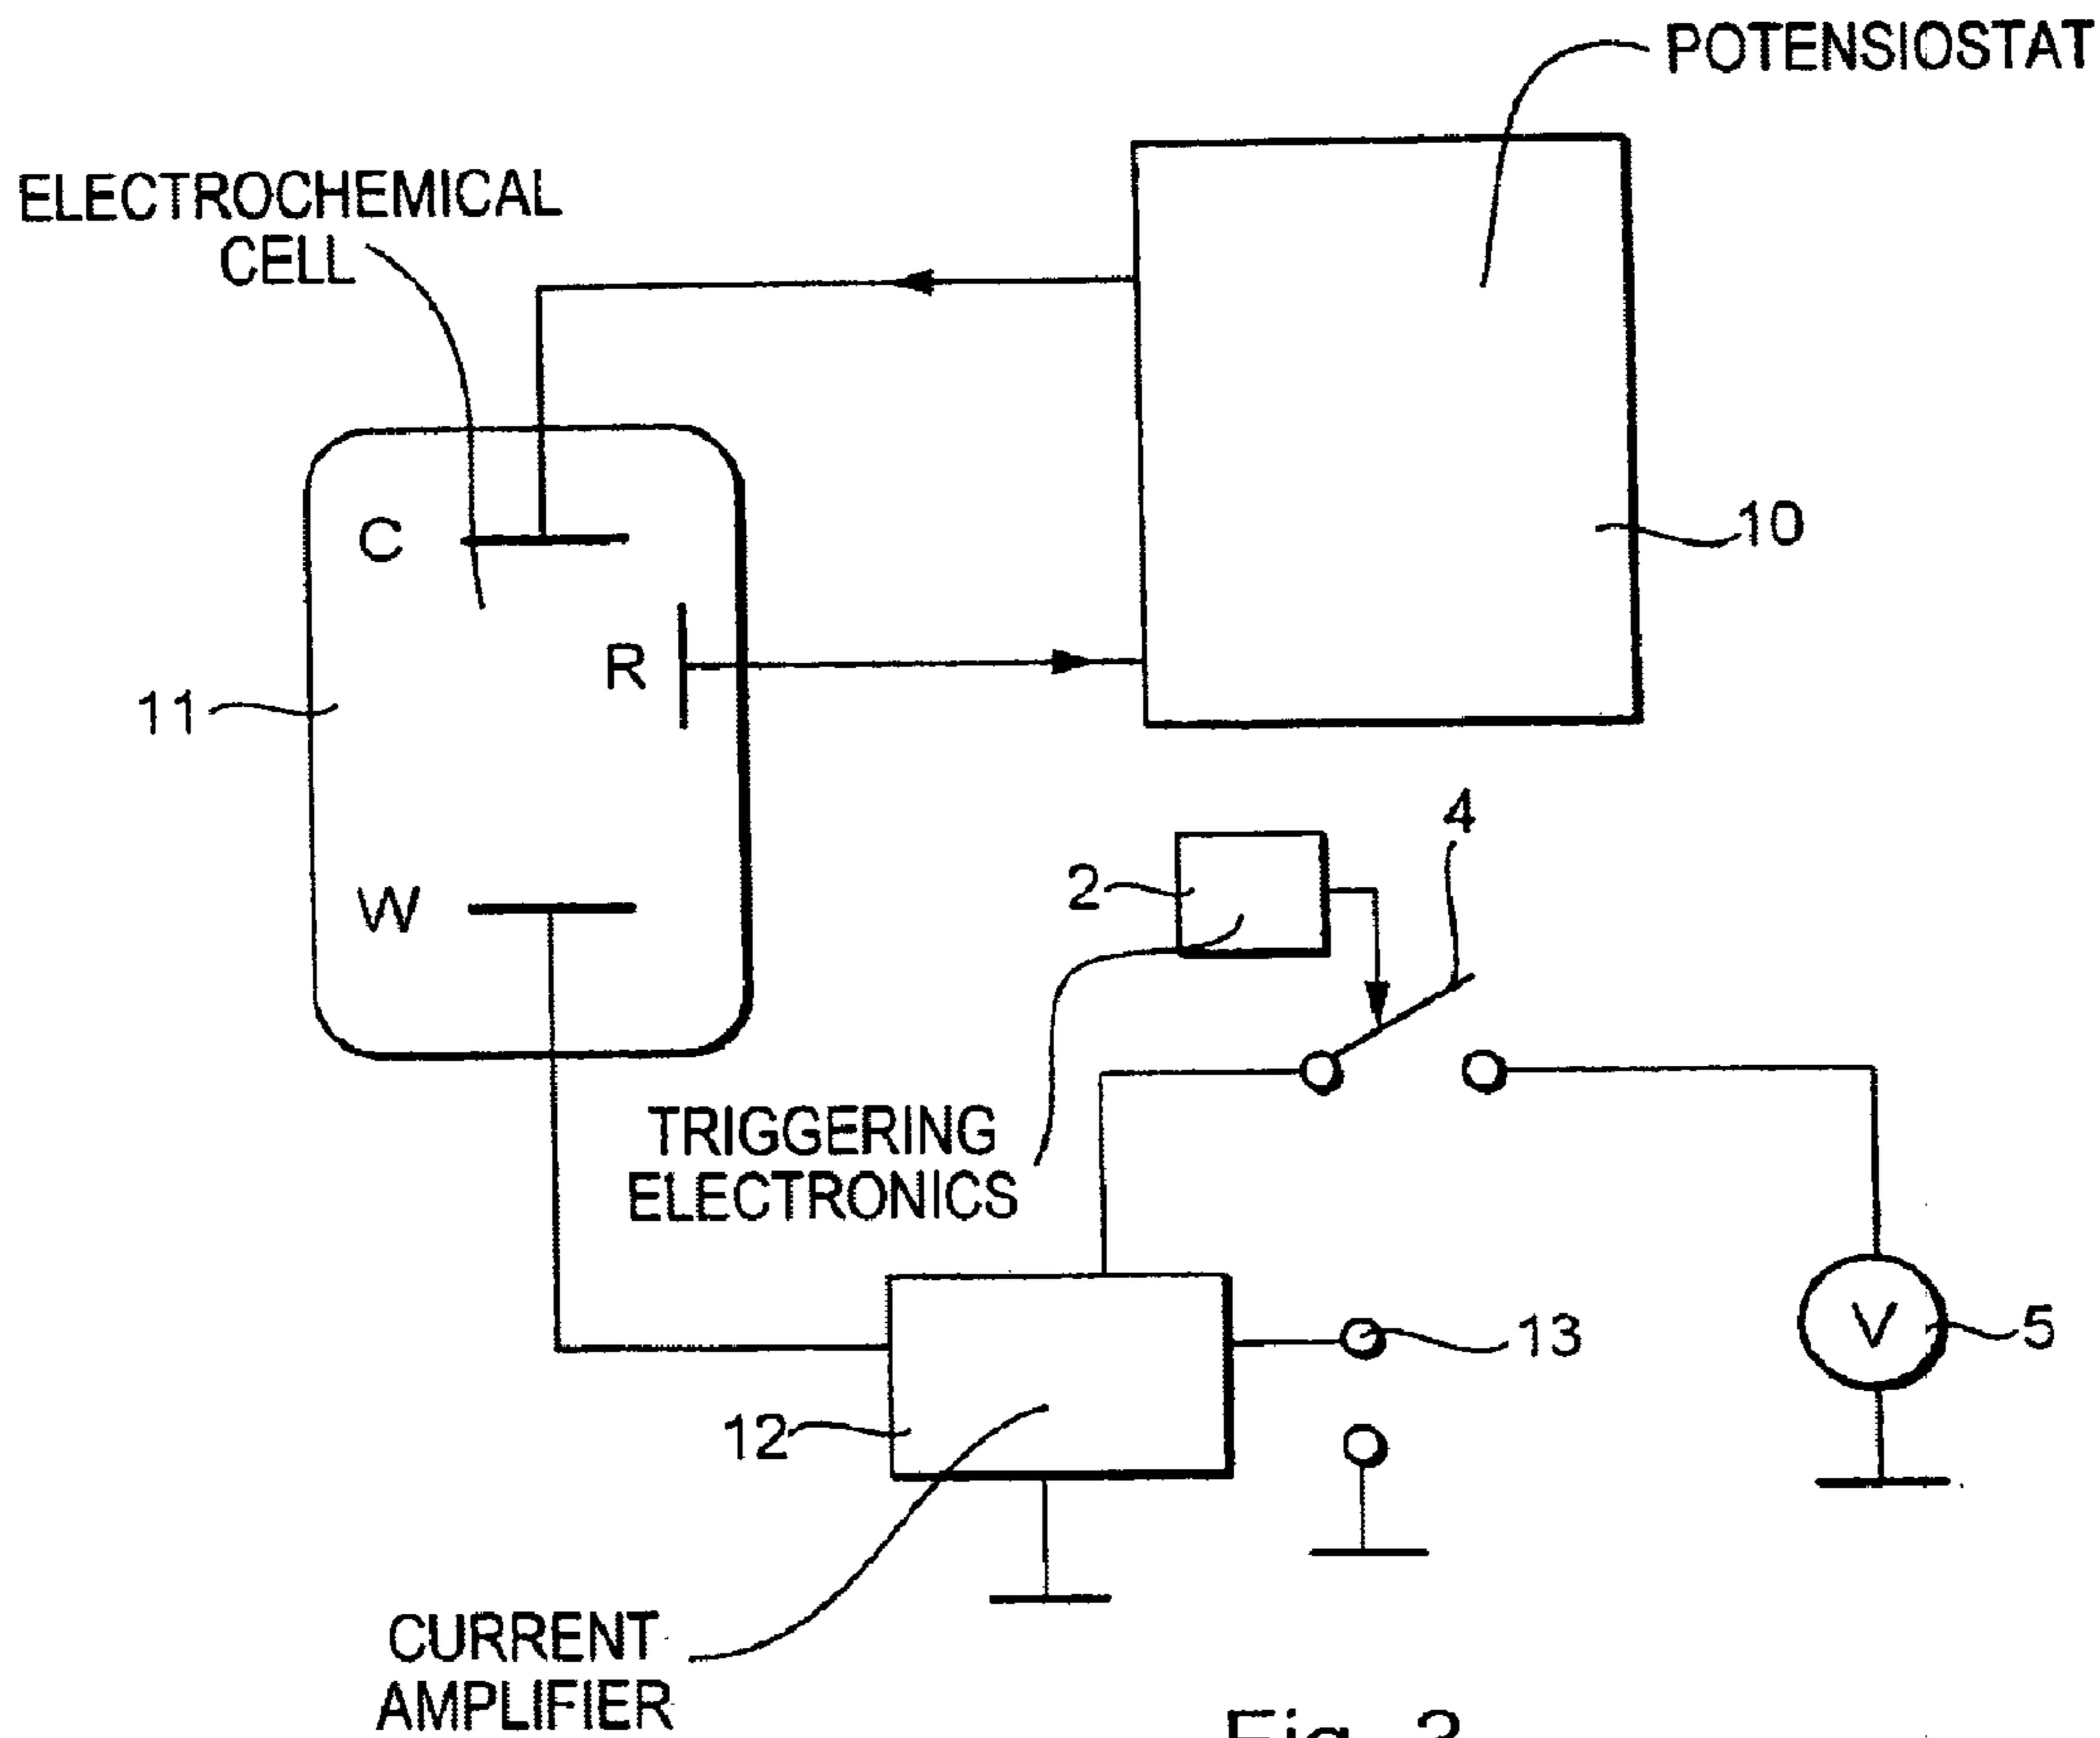 POTENSIOSTAT
ELECTROCHEMICAL
CELL
C
10
R
11
4
2
W
TRIGGERING
ELECTRONICS
13
V
5
12
CURRENT
AMPLIFIER